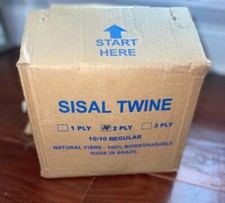 START
HERE
SISAL TWINE
1 PLY 2 PLY 3 PLY
10/10 REGULAR
NATURAL FIBRE - 100% BIODEGRADABLE
MADE IN BRAZIL